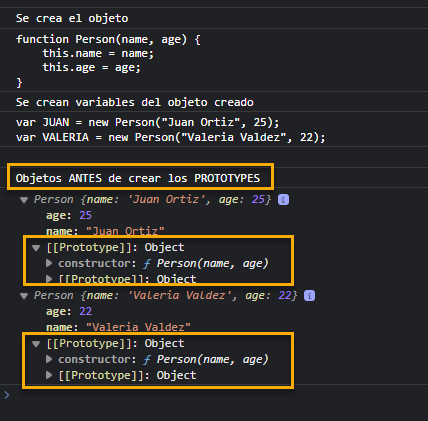 Se crea el objeto
function Person(name, age) {
    this.name = name;
    this.age = age;
}
Se crean variables del objeto creado
var JUAN = new Person("Juan Ortiz", 25);
var VALERIA = new Person("Valeria Valdez", 22);
Objetos ANTES de crear los PROTOTYPES
▼ Person {name: 'Juan Ortiz', age: 25} i
age: 25
name: "Juan Ortiz"
▼ [[Prototype]]: Object
▶ constructor: ƒ Person(name, age)
▶ [[Prototype]]: Object
▼ Person {name: 'Valeria Valdez', age: 22} i
age: 22
name: "Valeria Valdez"
▼ [[Prototype]]: Object
▶ constructor: ƒ Person(name, age)
▶ [[Prototype]]: Object
>